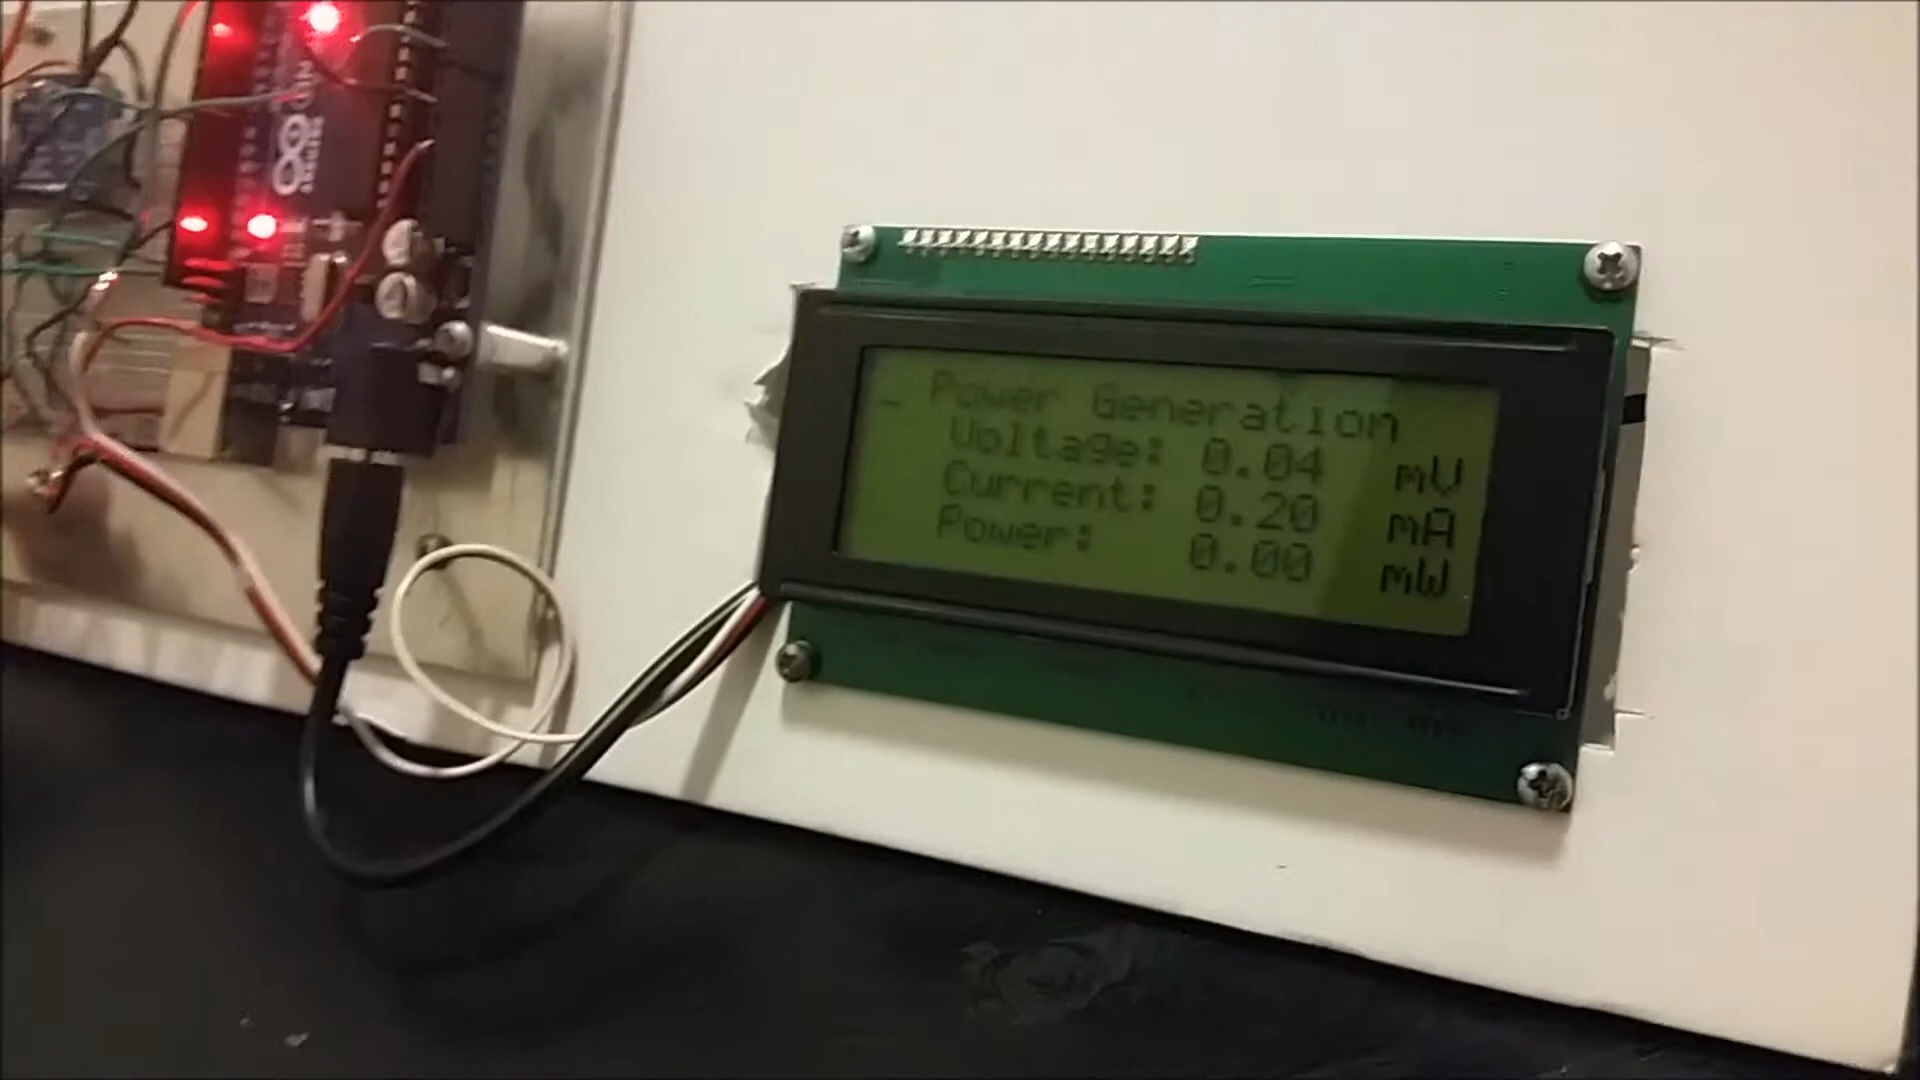 _ Power Generation
Voltage: 0.04 mV
Current: 0.20 mA
Power: 0.00 mW